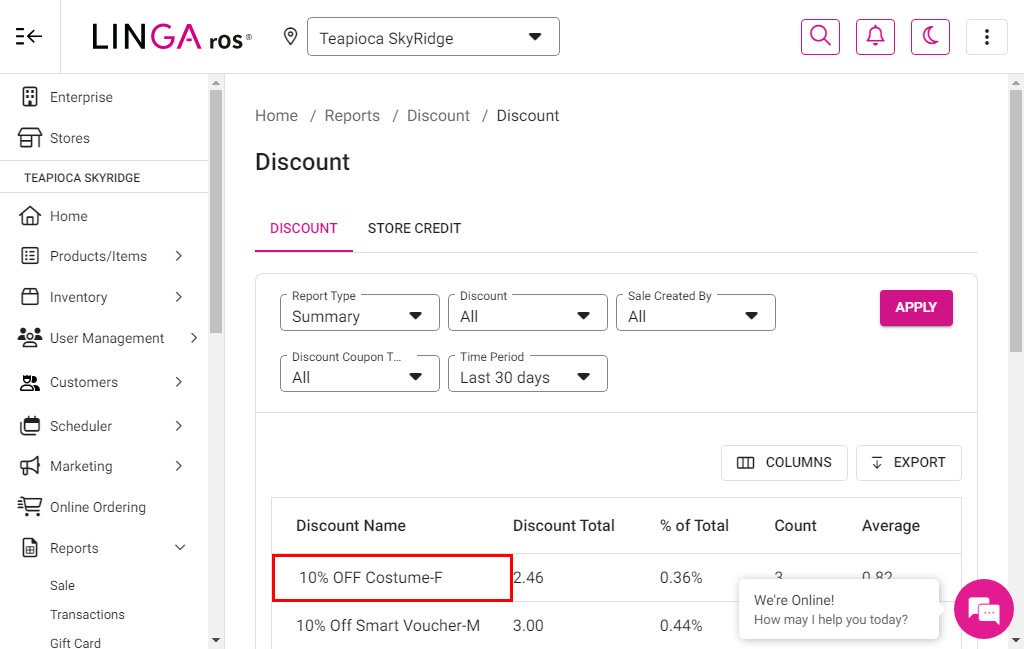 LINGA ros®
Teapioca SkyRidge
Enterprise
Stores
TEAPIOCA SKYRIDGE
Home
Products/Items
Inventory
User Management
Customers
Scheduler
Marketing
Online Ordering
Reports
Sale
Transactions
Gift Card
Home / Reports / Discount / Discount
Discount
DISCOUNT STORE CREDIT
Report Type
Summary
Discount
All
Sale Created By
All
APPLY
Discount Coupon T...
All
Time Period
Last 30 days
COLUMNS
EXPORT
Discount Name Discount Total % of Total Count Average
10% OFF Costume-F 2.46 0.36% 3 0.82
10% Off Smart Voucher-M 3.00 0.44%
We're Online!
How may I help you today?